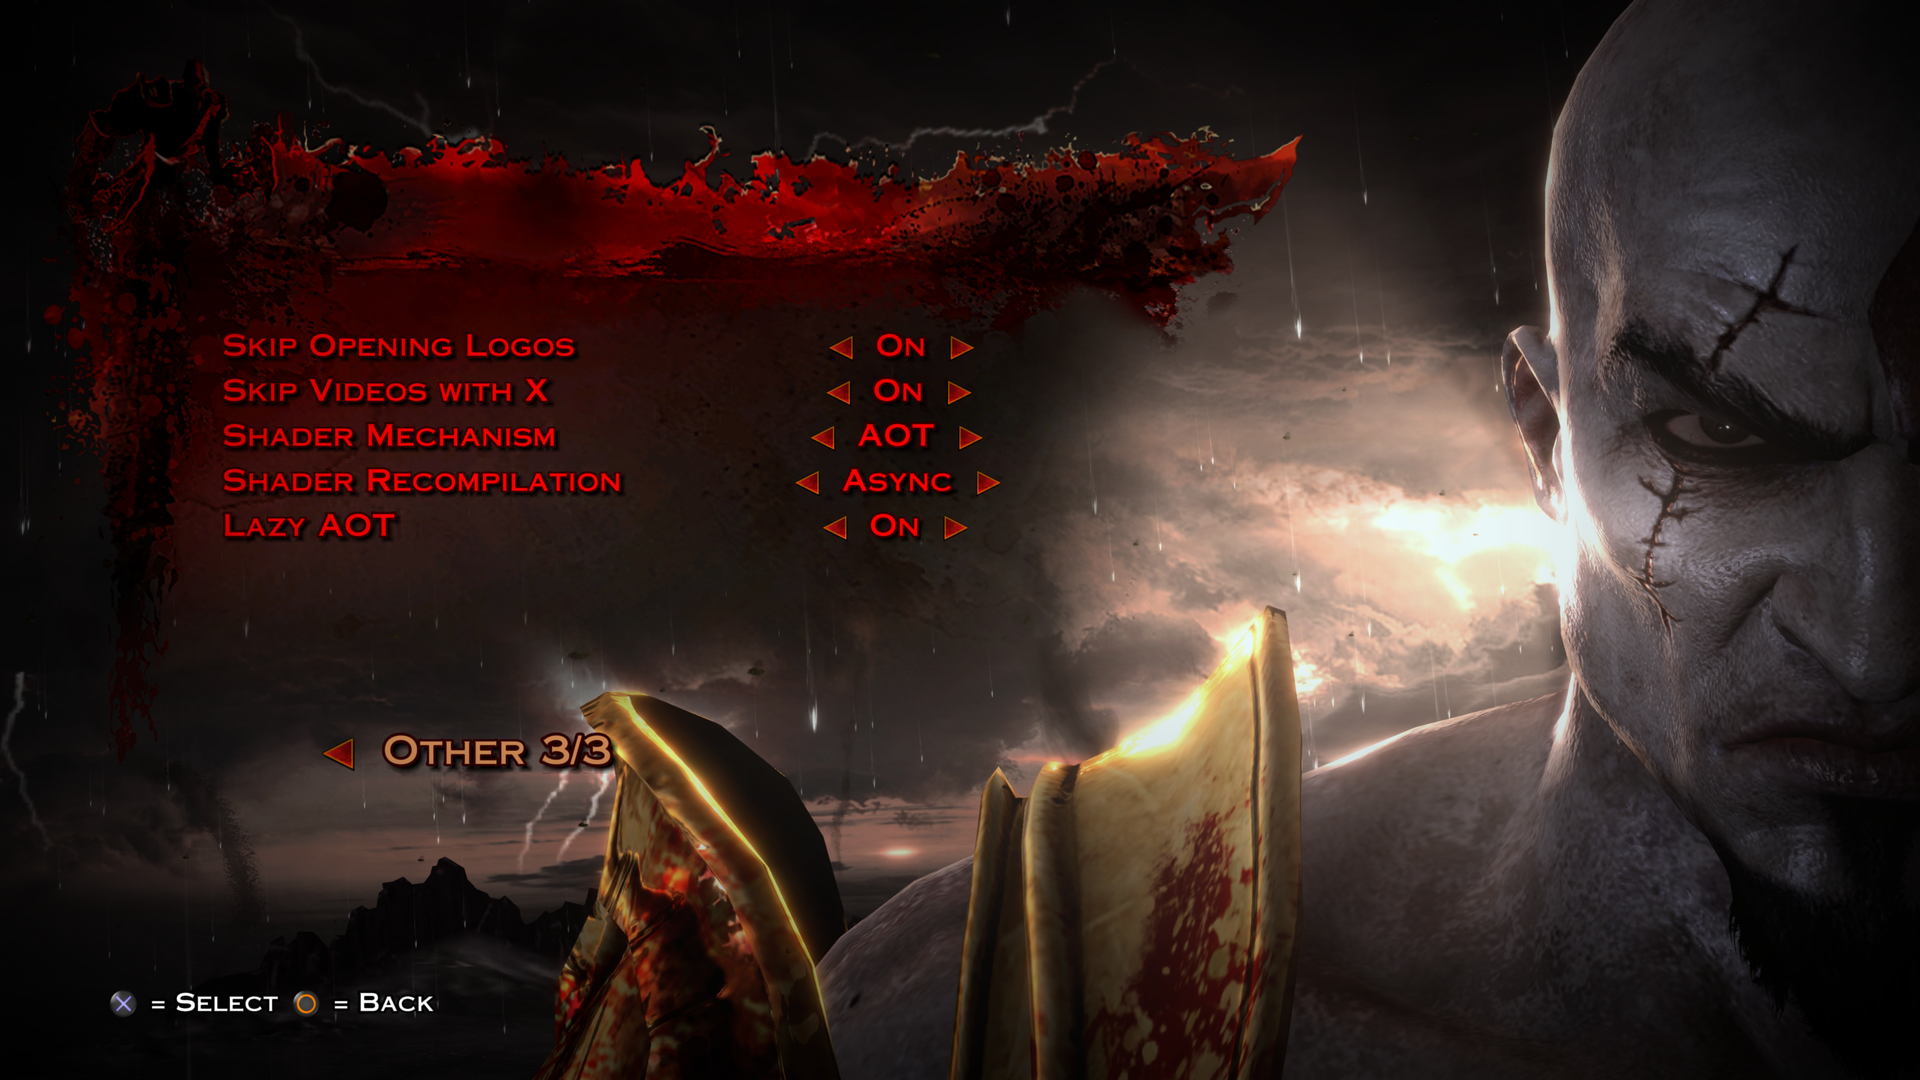 Skip Opening Logos On
Skip Videos with X On
Shader Mechanism AOT
Shader Recompilation Async
Lazy AOT On
Other 3/3
= Select = Back